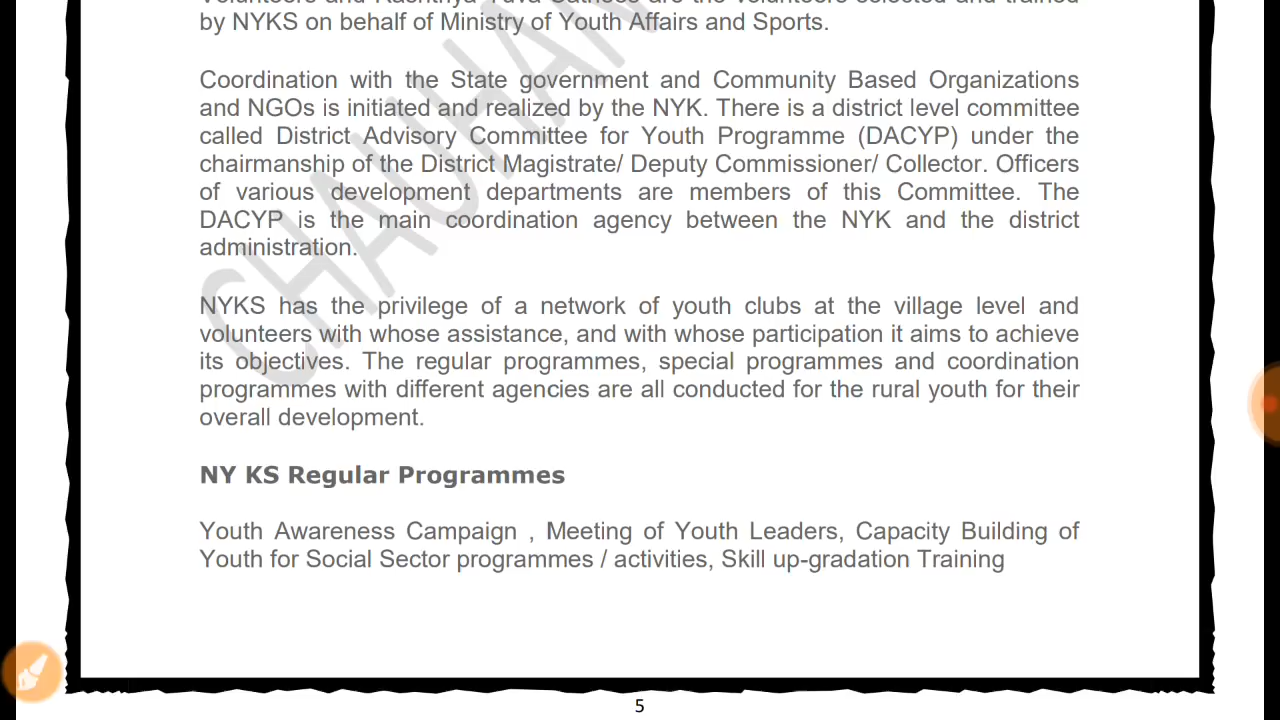 by NYKS on behalf of Ministry of Youth Affairs and Sports.
Coordination with the State government and Community Based Organizations
and NGOs is initiated and realized by the NYK. There is a district level committee
called District Advisory Committee for Youth Programme (DACYP) under the
chairmanship of the District Magistrate/ Deputy Commissioner/ Collector. Officers
of various development departments are members of this Committee. The
DACYP is the main coordination agency between the NYK and the district
administration.
NYKS has the privilege of a network of youth clubs at the village level and
volunteers with whose assistance, and with whose participation it aims to achieve
its objectives. The regular programmes, special programmes and coordination
programmes with different agencies are all conducted for the rural youth for their
overall development.
NY KS Regular Programmes
Youth Awareness Campaign , Meeting of Youth Leaders, Capacity Building of
Youth for Social Sector programmes / activities, Skill up-gradation Training
5
CHAUHAN